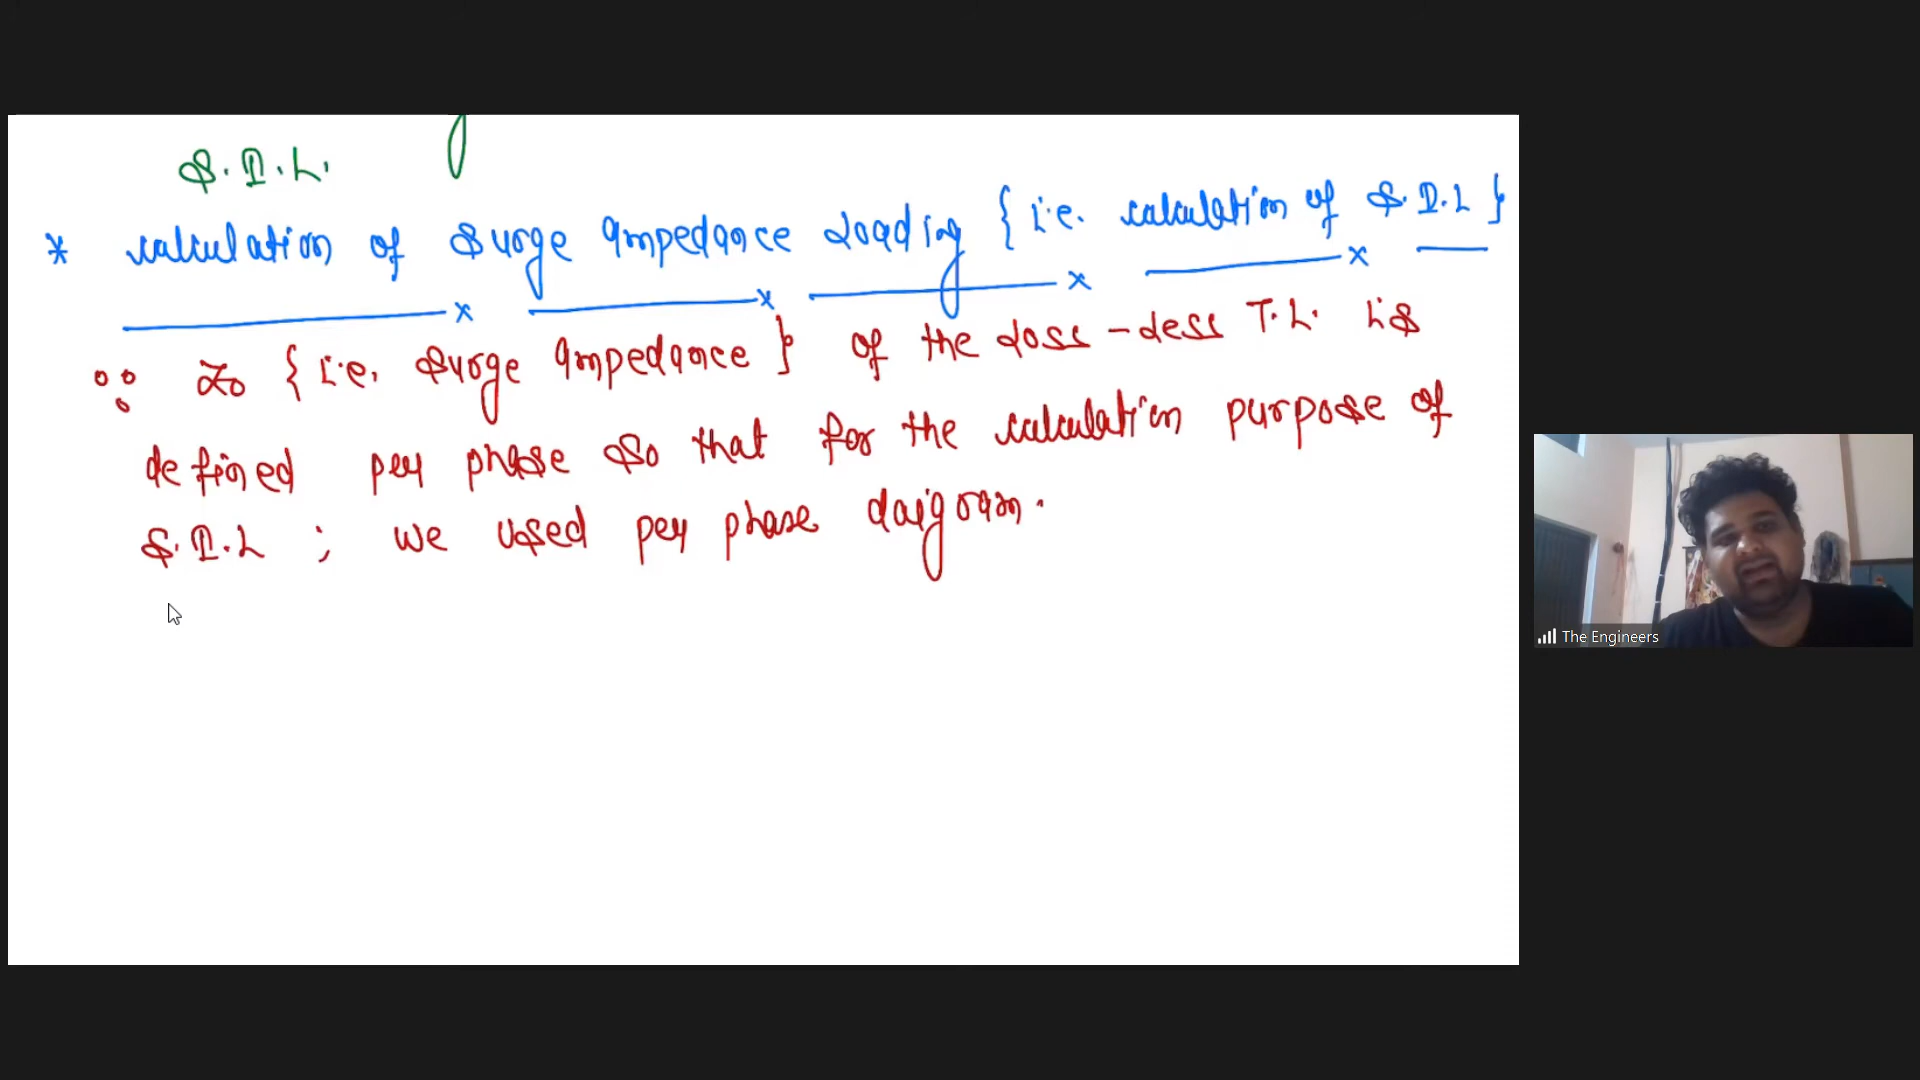 S.I.L.
* calculation of Surge Impedance Loading { i.e. calculation of S.I.L }
∵ Zo { i.e. Surge Impedance } of the Loss-Less T.L. is
defined per phase so that for the calculation purpose of
S.I.L ; we used per phase daigram.
The Engineers